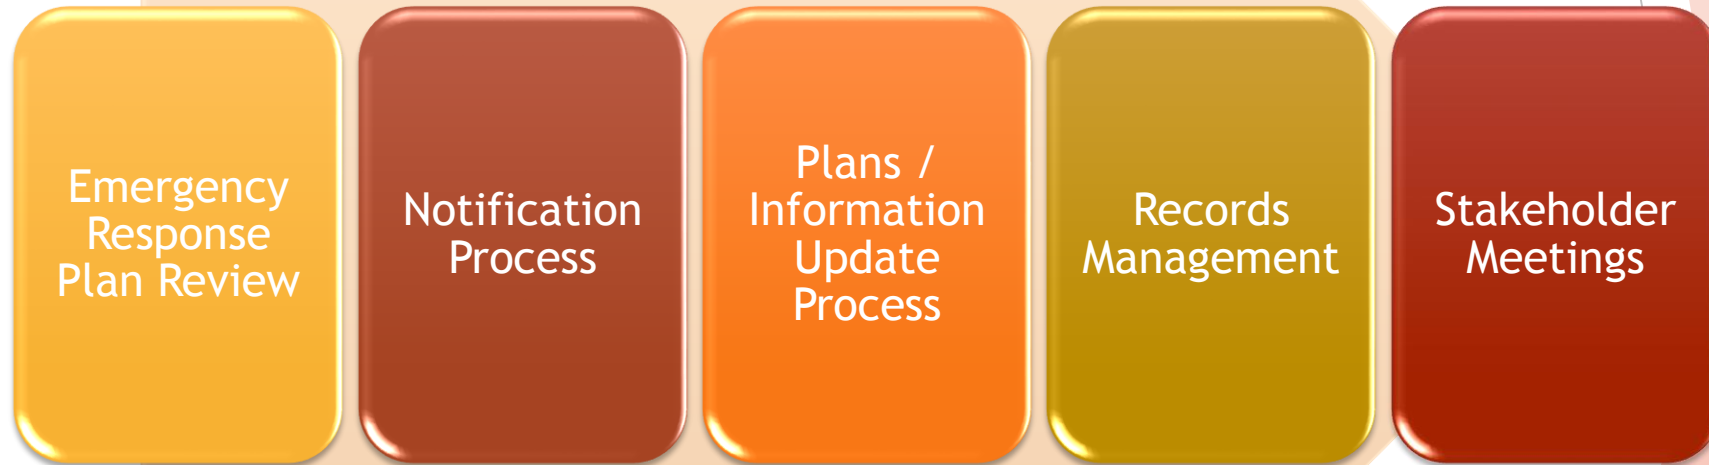 Emergency
Response
Plan Review
Notification
Process
Plans /
Information
Update
Process
Records
Management
Stakeholder
Meetings